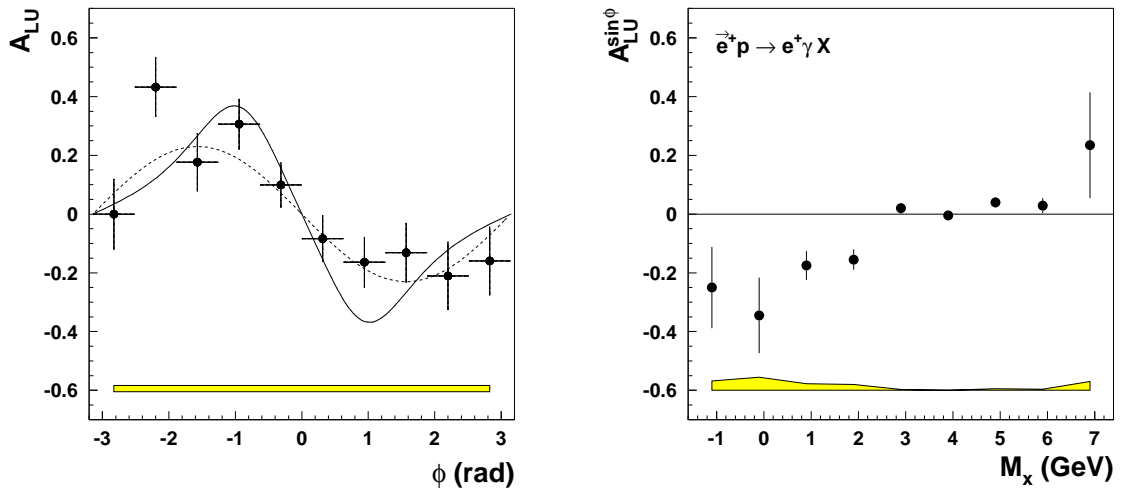 A_LU
0.6
0.4
0.2
0
-0.2
-0.4
-0.6
-3 -2 -1 0 1 2 3
ϕ (rad)
A_LU^sinϕ
e⃗⁺p → e⁺γ X
0.6
0.4
0.2
0
-0.2
-0.4
-0.6
-1 0 1 2 3 4 5 6 7
M_x (GeV)